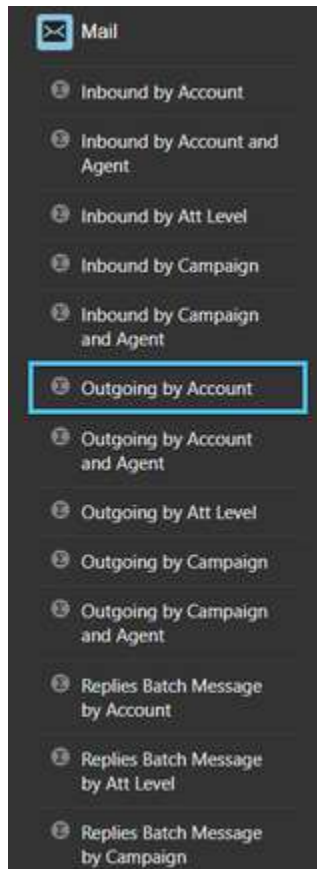 Mail
Inbound by Account
Inbound by Account and
Agent
Inbound by Att Level
Inbound by Campaign
Inbound by Campaign
and Agent
Outgoing by Account
Outgoing by Account
and Agent
Outgoing by Att Level
Outgoing by Campaign
Outgoing by Campaign
and Agent
Replies Batch Message
by Account
Replies Batch Message
by Att Level
Replies Batch Message
by Campaign